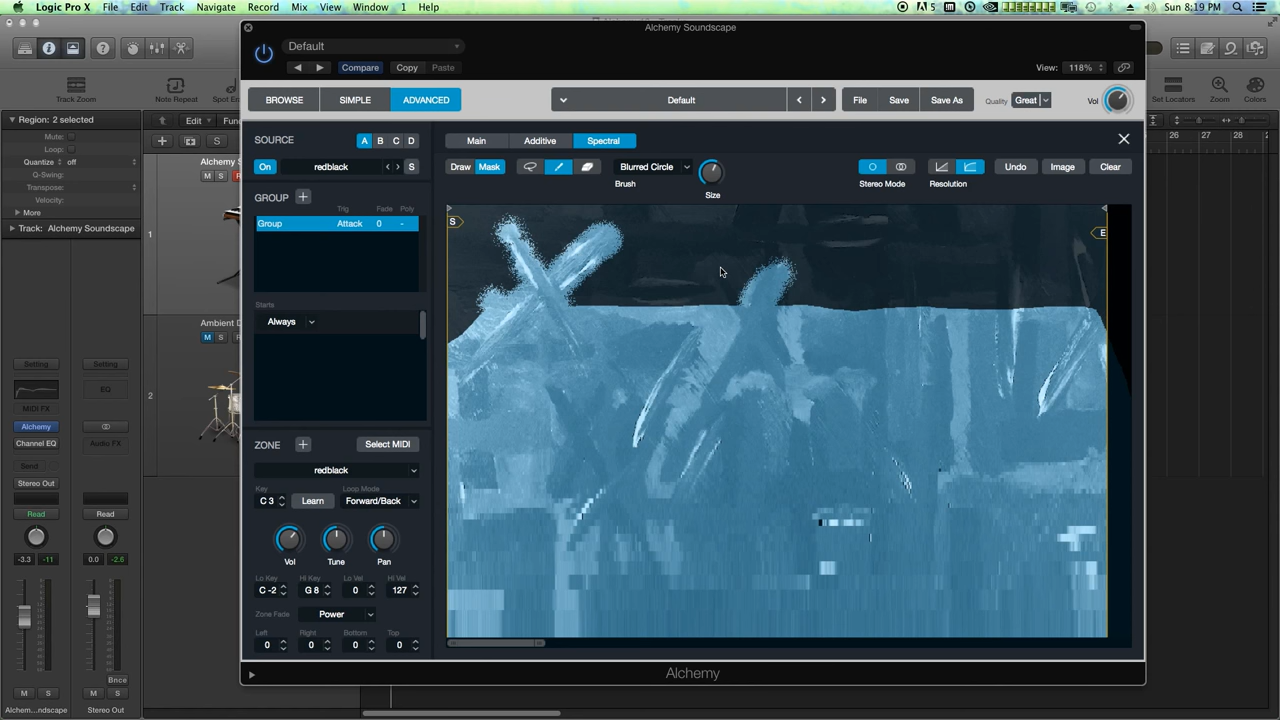 Logic Pro X File Edit Track Navigate Record Mix View Window 1 Help
5
Sun 8:19 PM
Alchemy Soundscape
Default
Compare Copy Paste
View: 118%
Track Zoom
Note Repeat
Set Locators
Zoom
Colors
BROWSE SIMPLE ADVANCED
Default
File Save Save As Quality Great Vol
Region: 2 selected
Mute:
Loop:
Quantize off
Q-Swing:
Transpose:
Velocity:
More
Track: Alchemy Soundscape
Edit
26 27 28
1
M S R
2
M S
SOURCE A B C D
On redblack S
GROUP
Trig Fade Poly
Group Attack 0 -
Starts
Always
ZONE Select MIDI
redblack
Key Loop Mode
C 3 Learn Forward/Back
Vol Tune Pan
Lo Key Hi Key Lo Vel Hi Vel
C -2 G 8 0 127
Zone Fade Power
Left Right Bottom Top
0 0 0 0
Main Additive Spectral
Draw Mask
Blurred Circle
Brush
Size
Stereo Mode
Resolution
Undo Image Clear
S
E
Alchemy
Setting Setting
EQ
MIDI FX
Alchemy
Channel EQ Audio FX
Send
Stereo Out
Read Read
-3.3 -11 0.0 -2.6
Bnce
M S M S
Alchem...ndscape Stereo Out